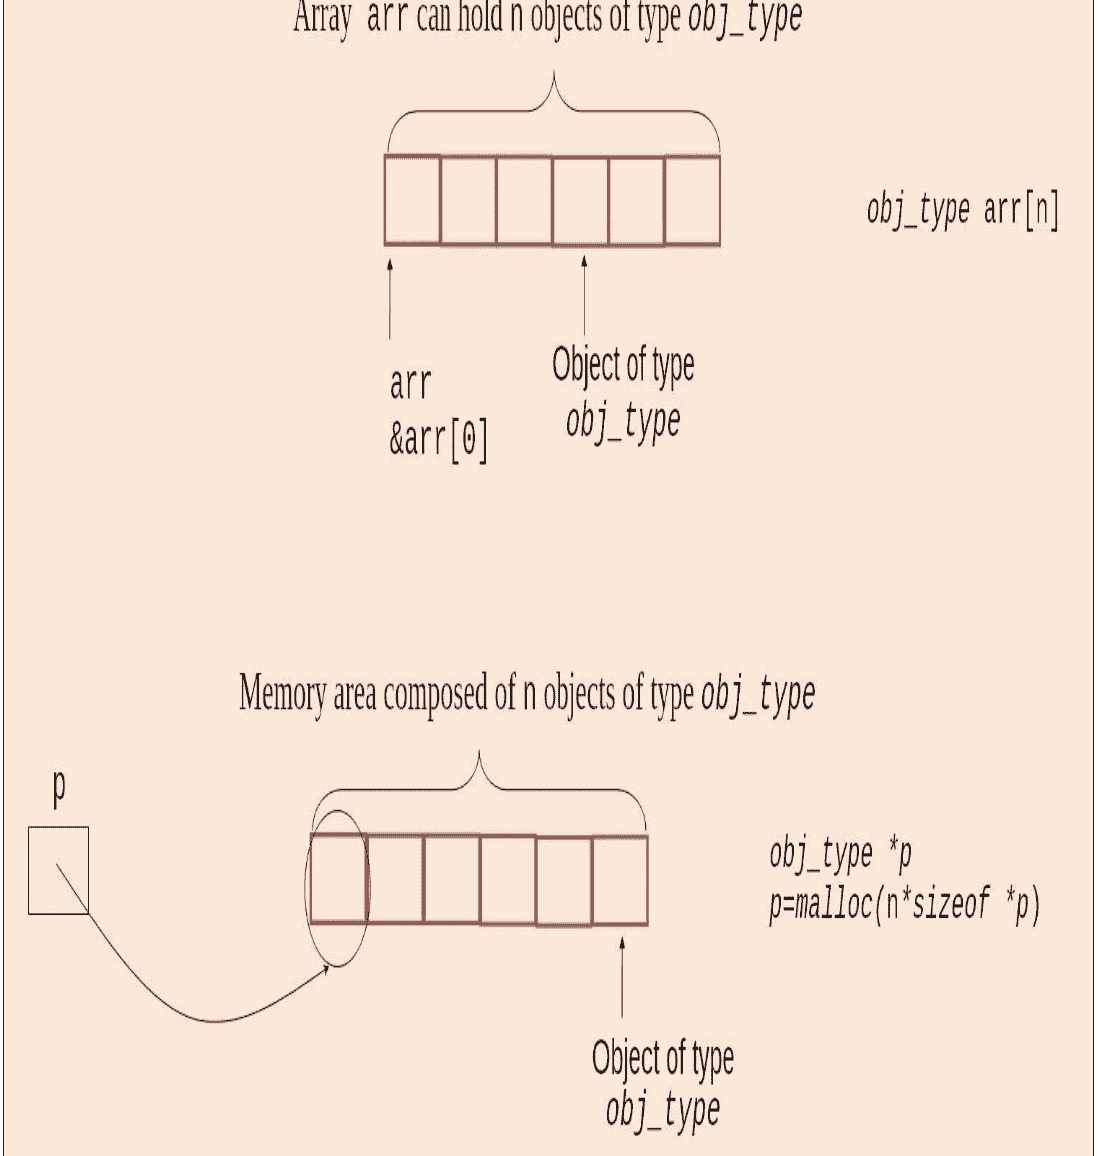 Array arr can hold n objects of type obj_type
obj_type arr[n]
arr
&arr[0]
Object of type
obj_type
Memory area composed of n objects of type obj_type
p
obj_type *p
p=malloc(n*sizeof *p)
Object of type
obj_type